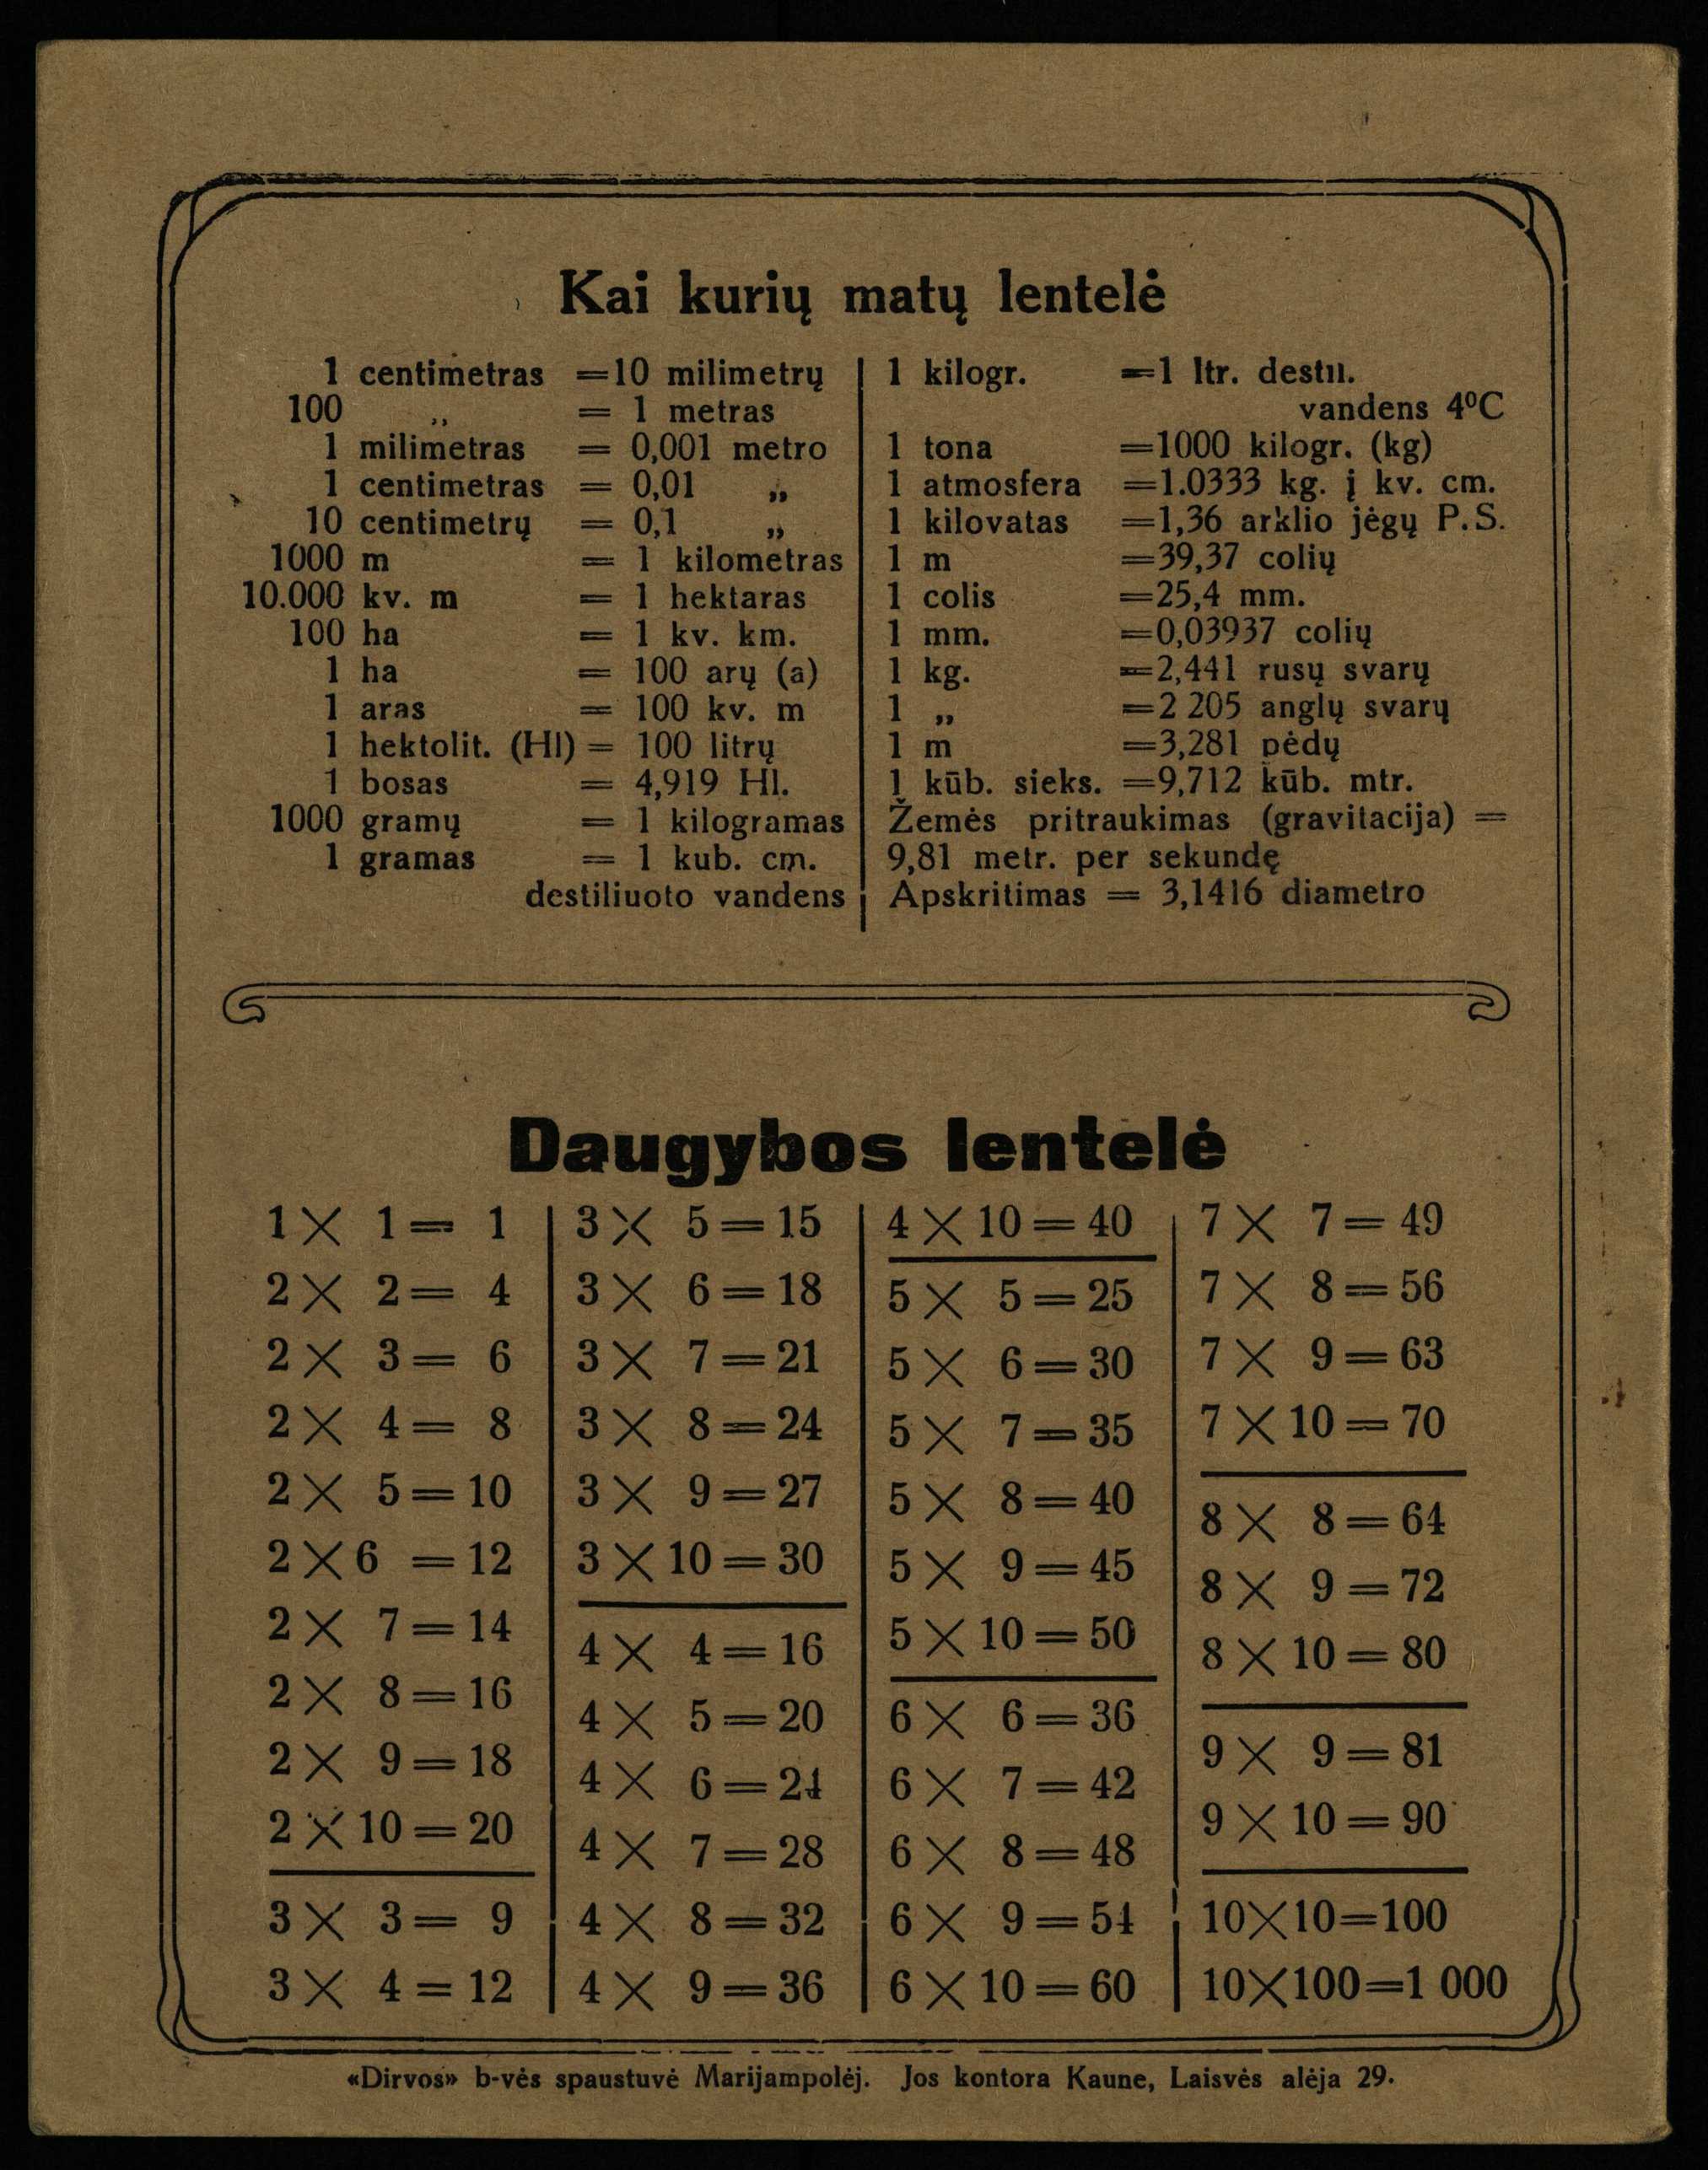 Kai kurių matų lentelė
1 centimetras =10 milimetrų
100 „ = 1 metras
1 milimetras = 0,001 metro
1 centimetras = 0,01 „
10 centimetrų = 0,1 „
1000 m = 1 kilometras
10.000 kv. m = 1 hektaras
100 ha = 1 kv. km.
1 ha = 100 arų (a)
1 aras = 100 kv. m
1 hektolit. (Hl) = 100 litrų
1 bosas = 4,919 Hl.
1000 gramų = 1 kilogramas
1 gramas = 1 kub. cm.
destiliuoto vandens
1 kilogr. =1 ltr. destil.
vandens 4⁰C
1 tona =1000 kilogr. (kg)
1 atmosfera =1.0333 kg. į kv. cm.
1 kilovatas =1,36 arklio jėgų P.S.
1 m =39,37 colių
1 colis =25,4 mm.
1 mm. =0,03937 colių
1 kg. =2,441 rusų svarų
1 „ =2 205 anglų svarų
1 m =3,281 pėdų
1 kūb. sieks. =9,712 kūb. mtr.
Žemės pritraukimas (gravitacija) =
9,81 metr. per sekundę
Apskritimas = 3,1416 diametro
Daugybos lentelė
1 × 1 = 1
2 × 2 = 4
2 × 3 = 6
2 × 4 = 8
2 × 5 = 10
2 × 6 = 12
2 × 7 = 14
2 × 8 = 16
2 × 9 = 18
2 × 10 = 20
3 × 3 = 9
3 × 4 = 12
3 × 5 = 15
3 × 6 = 18
3 × 7 = 21
3 × 8 = 24
3 × 9 = 27
3 × 10 = 30
4 × 4 = 16
4 × 5 = 20
4 × 6 = 24
4 × 7 = 28
4 × 8 = 32
4 × 9 = 36
4 × 10 = 40
5 × 5 = 25
5 × 6 = 30
5 × 7 = 35
5 × 8 = 40
5 × 9 = 45
5 × 10 = 50
6 × 6 = 36
6 × 7 = 42
6 × 8 = 48
6 × 9 = 54
6 × 10 = 60
7 × 7 = 49
7 × 8 = 56
7 × 9 = 63
7 × 10 = 70
8 × 8 = 64
8 × 9 = 72
8 × 10 = 80
9 × 9 = 81
9 × 10 = 90
10×10=100
10×100=1 000
«Dirvos» b-vės spaustuvė Marijampolėj. Jos kontora Kaune, Laisvės alėja 29.